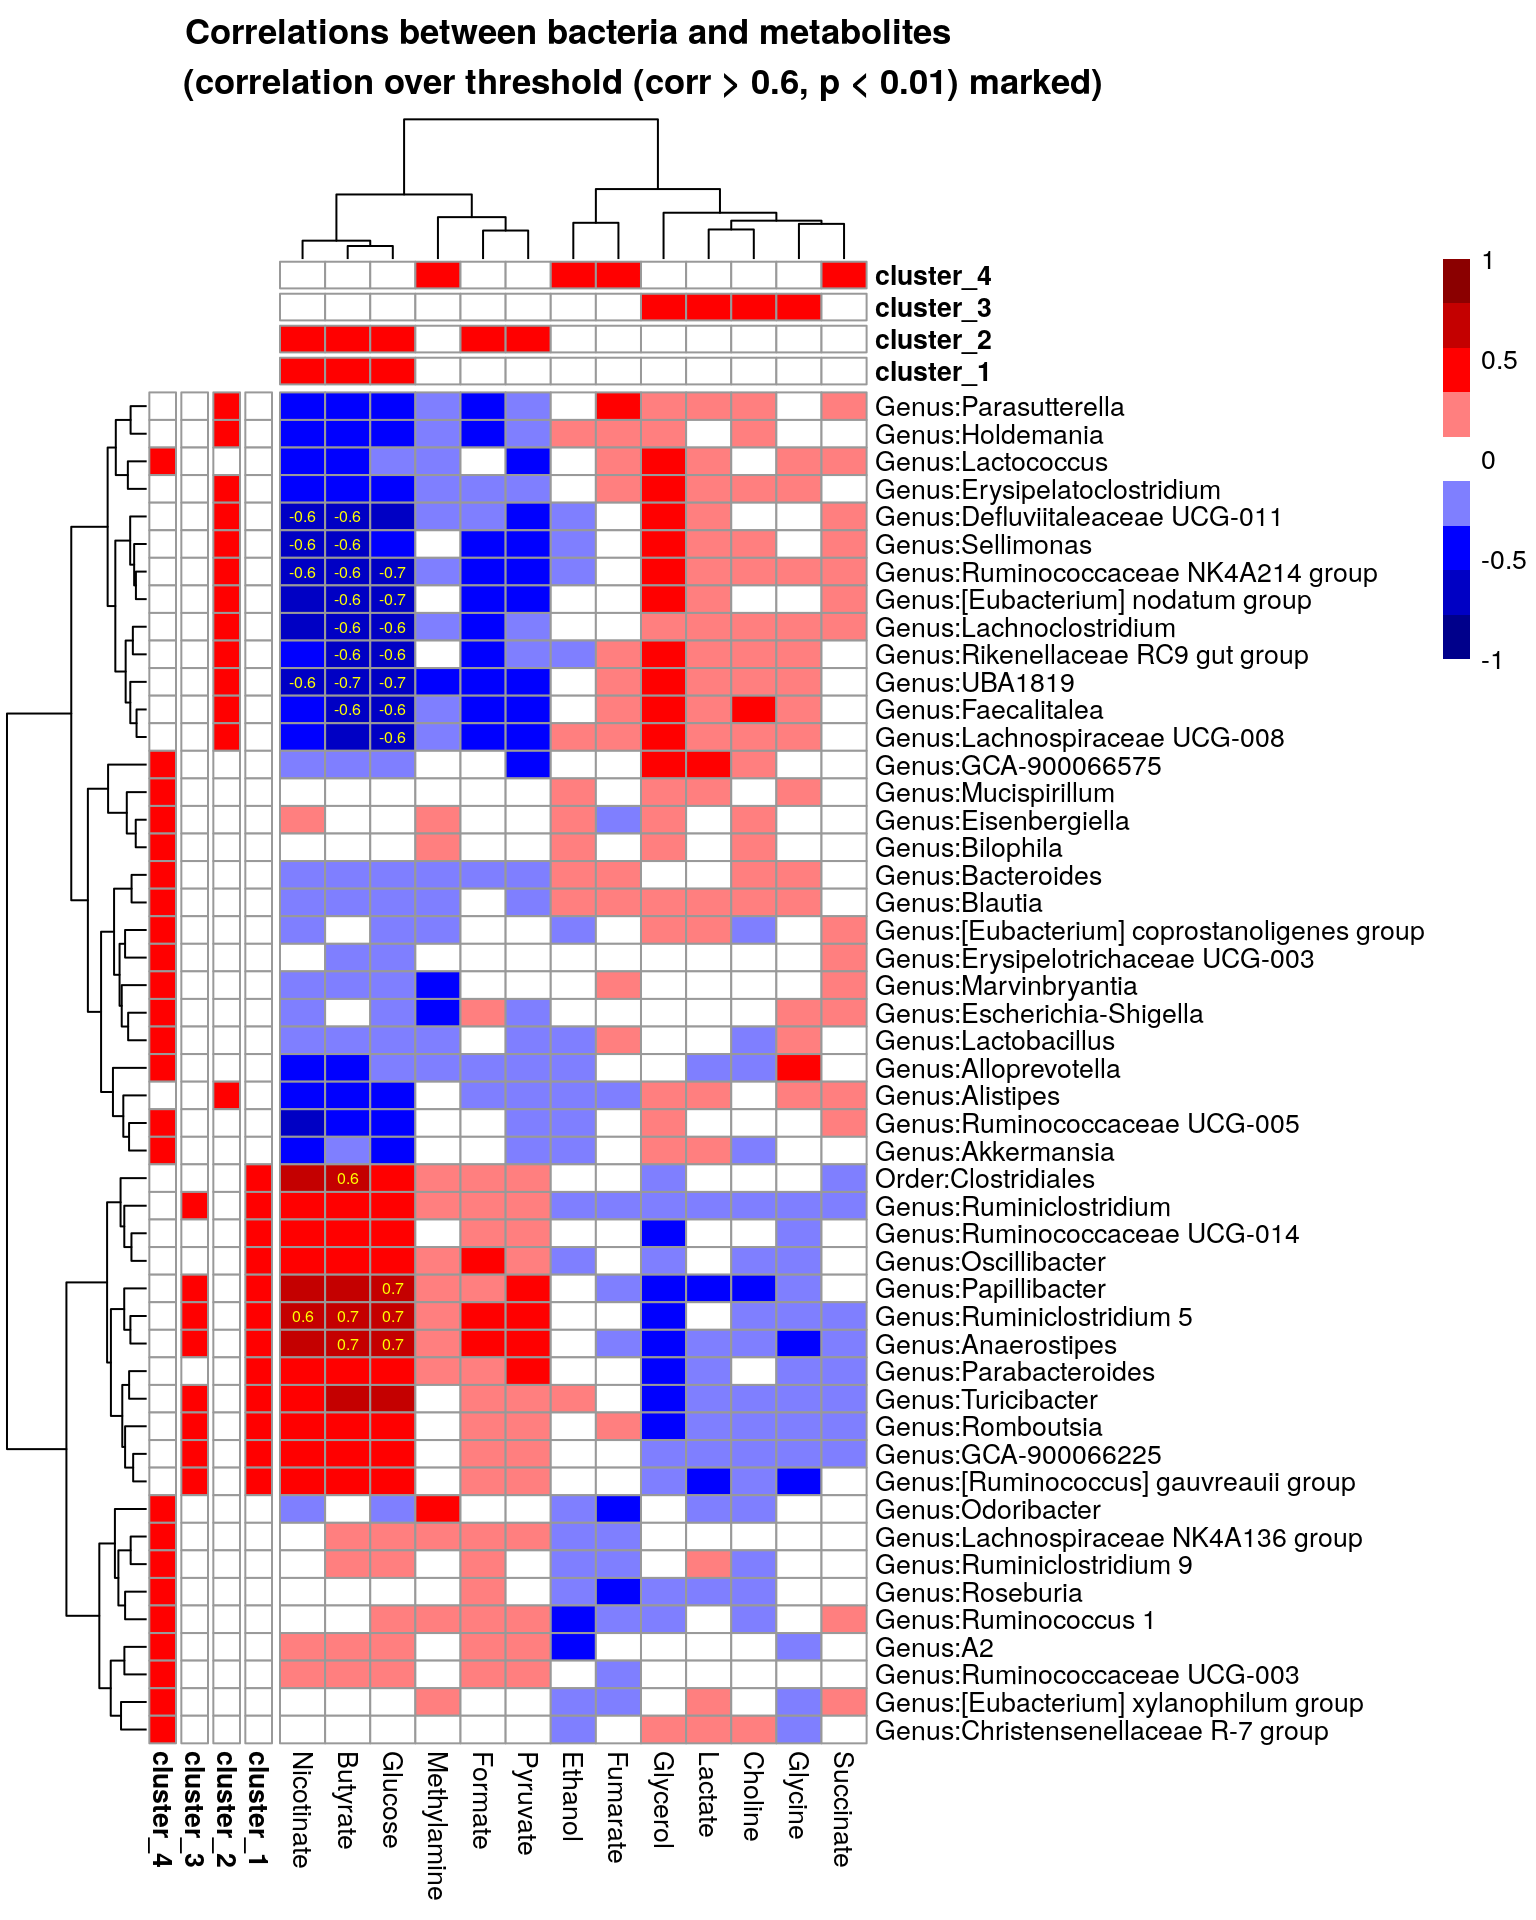 Correlations between bacteria and metabolites
(correlation over threshold (corr > 0.6, p < 0.01) marked)
cluster_4
cluster_3
cluster_2
cluster_1
1
0.5
0
-0.5
-1
Genus:Parasutterella
Genus:Holdemania
Genus:Lactococcus
Genus:Erysipelatoclostridium
-0.6 -0.6 Genus:Defluviitaleaceae UCG-011
-0.6 -0.6 Genus:Sellimonas
-0.6 -0.6 -0.7 Genus:Ruminococcaceae NK4A214 group
-0.6 -0.7 Genus:[Eubacterium] nodatum group
-0.6 -0.6 Genus:Lachnoclostridium
-0.6 -0.6 Genus:Rikenellaceae RC9 gut group
-0.6 -0.7 -0.7 Genus:UBA1819
-0.6 -0.6 Genus:Faecalitalea
-0.6 Genus:Lachnospiraceae UCG-008
Genus:GCA-900066575
Genus:Mucispirillum
Genus:Eisenbergiella
Genus:Bilophila
Genus:Bacteroides
Genus:Blautia
Genus:[Eubacterium] coprostanoligenes group
Genus:Erysipelotrichaceae UCG-003
Genus:Marvinbryantia
Genus:Escherichia-Shigella
Genus:Lactobacillus
Genus:Alloprevotella
Genus:Alistipes
Genus:Ruminococcaceae UCG-005
Genus:Akkermansia
0.6 Order:Clostridiales
Genus:Ruminiclostridium
Genus:Ruminococcaceae UCG-014
Genus:Oscillibacter
0.7 Genus:Papillibacter
0.6 0.7 0.7 Genus:Ruminiclostridium 5
0.7 0.7 Genus:Anaerostipes
Genus:Parabacteroides
Genus:Turicibacter
Genus:Romboutsia
Genus:GCA-900066225
Genus:[Ruminococcus] gauvreauii group
Genus:Odoribacter
Genus:Lachnospiraceae NK4A136 group
Genus:Ruminiclostridium 9
Genus:Roseburia
Genus:Ruminococcus 1
Genus:A2
Genus:Ruminococcaceae UCG-003
Genus:[Eubacterium] xylanophilum group
Genus:Christensenellaceae R-7 group
cluster_4
cluster_3
cluster_2
cluster_1
Nicotinate
Butyrate
Glucose
Methylamine
Formate
Pyruvate
Ethanol
Fumarate
Glycerol
Lactate
Choline
Glycine
Succinate